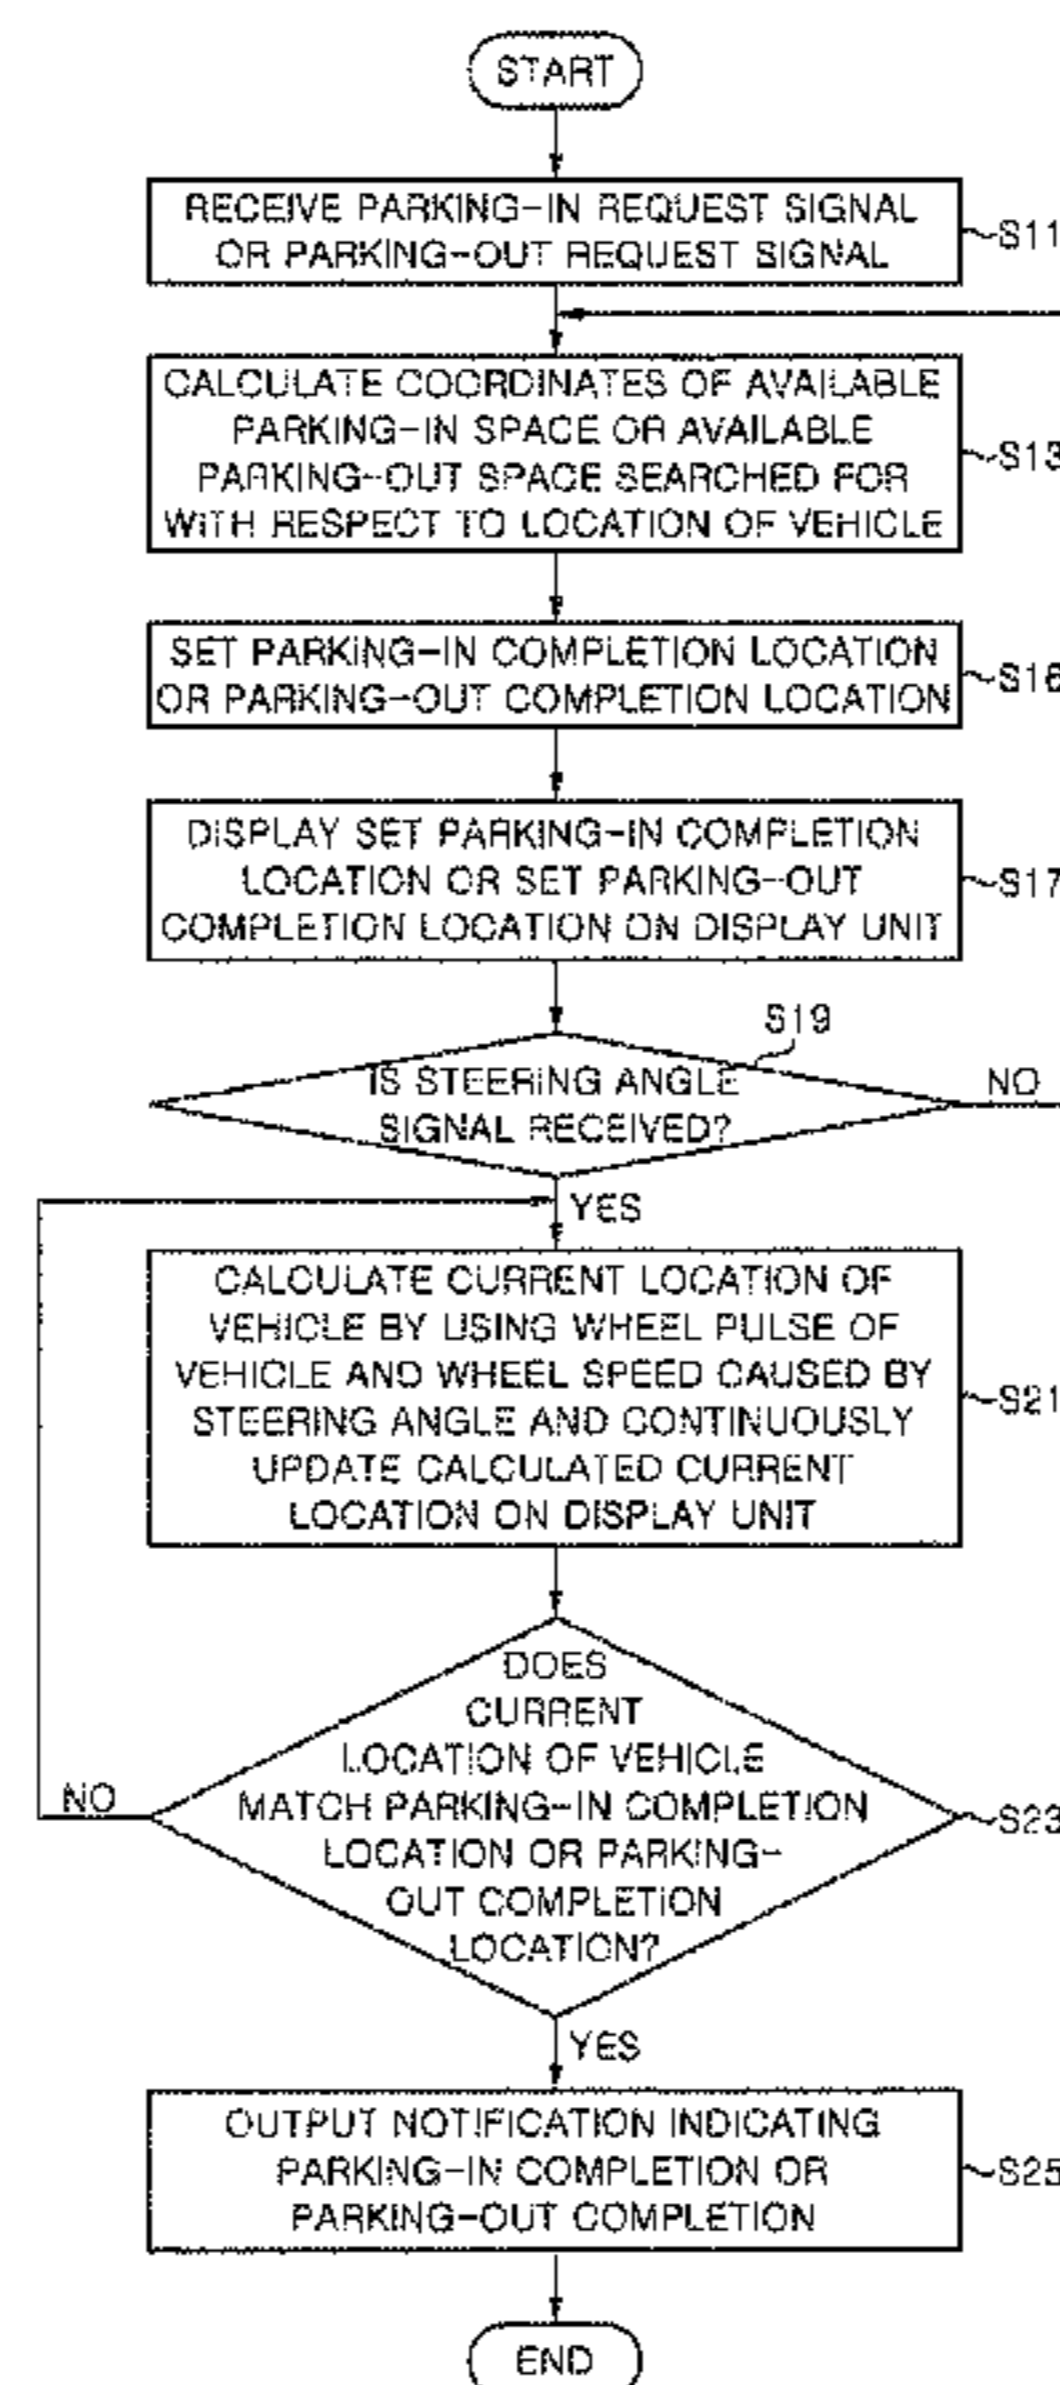 START
RECEIVE PARKING-IN REQUEST SIGNAL
OR PARKING-OUT REQUEST SIGNAL
S11
CALCULATE COORDINATES OF AVAILABLE
PARKING-IN SPACE OR AVAILABLE
PARKING-OUT SPACE SEARCHED FOR
WITH RESPECT TO LOCATION OF VEHICLE
S13
SET PARKING-IN COMPLETION LOCATION
OR PARKING-OUT COMPLETION LOCATION
DISPLAY SET PARKING-IN COMPLETION
LOCATION OR SET PARKING-OUT
COMPLETION LOCATION ON DISPLAY UNIT
S17
S19
IS STEERING ANGLE
SIGNAL RECEIVED?
NO
YES
CALCULATE CURRENT LOCATION OF
VEHICLE BY USING WHEEL PULSE OF
VEHICLE AND WHEEL SPEED CAUSED BY
STEERING ANGLE AND CONTINUOUSLY
UPDATE CALCULATED CURRENT
LOCATION ON DISPLAY UNIT
S21
DOES
CURRENT
LOCATION OF VEHICLE
MATCH PARKING-IN COMPLETION
LOCATION OR PARKING-
OUT COMPLETION
LOCATION?
NO
S23
YES
OUTPUT NOTIFICATION INDICATING
PARKING-IN COMPLETION OR
PARKING-OUT COMPLETION
S25
END